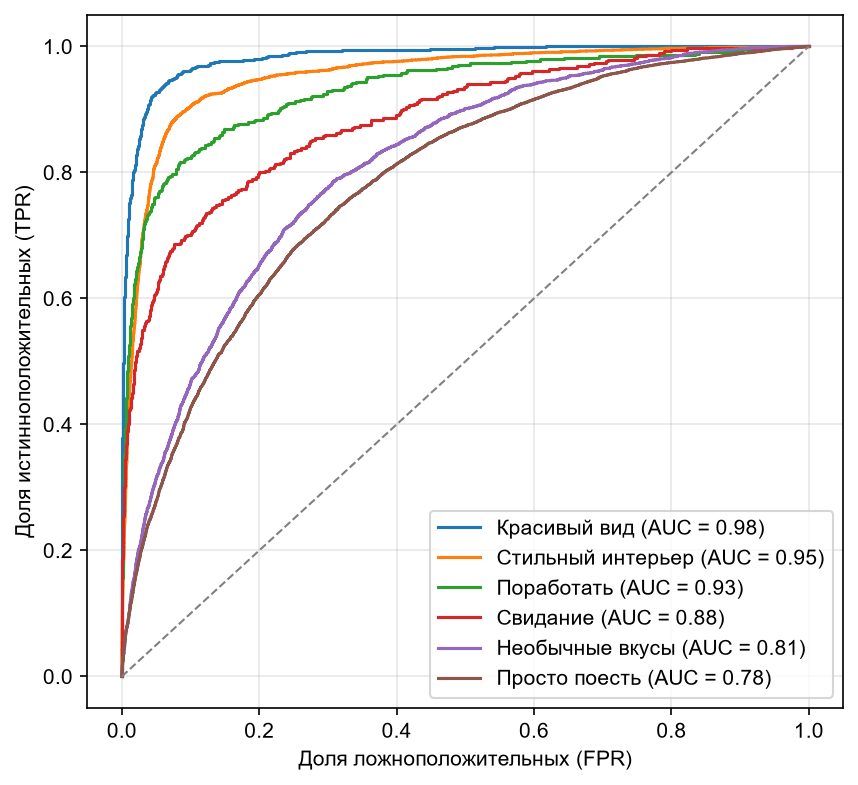 1.0
0.8
0.6
0.4
0.2
0.0
Доля истинноположительных (TPR)
Красивый вид (AUC = 0.98)
Стильный интерьер (AUC = 0.95)
Поработать (AUC = 0.93)
Свидание (AUC = 0.88)
Необычные вкусы (AUC = 0.81)
Просто поесть (AUC = 0.78)
0.0 0.2 0.4 0.6 0.8 1.0
Доля ложноположительных (FPR)